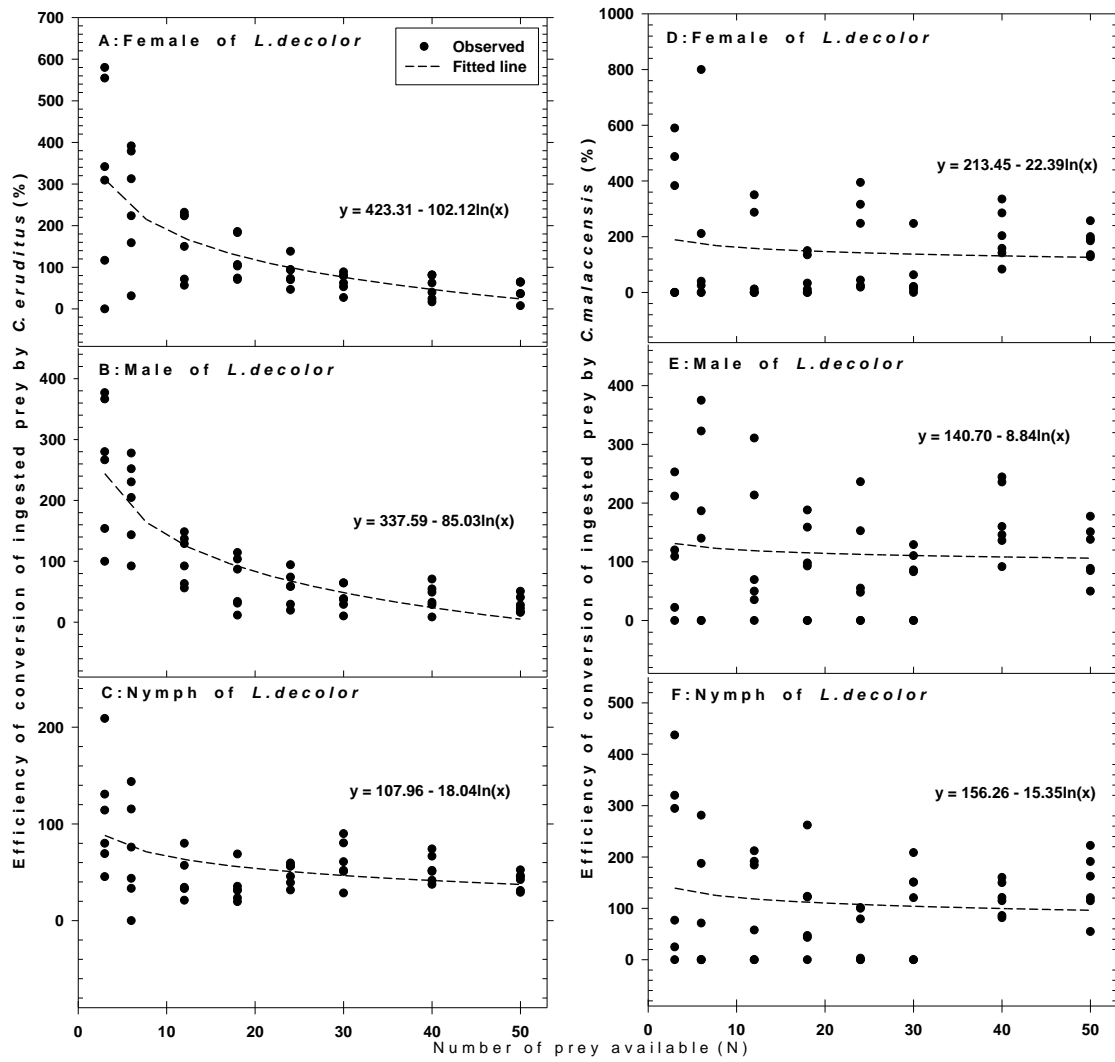 Efficiency of conversion of ingested prey by C. eruditus (%)
A:Female of L.decolor
Observed
Fitted line
y = 423.31 - 102.12ln(x)
700
600
500
400
300
200
100
0
B:Male of L.decolor
y = 337.59 - 85.03ln(x)
400
300
200
100
0
C:Nymph of L.decolor
y = 107.96 - 18.04ln(x)
200
100
0
0 10 20 30 40 50
Efficiency of conversion of ingested prey by C.malaccensis (%)
D:Female of L.decolor
y = 213.45 - 22.39ln(x)
1000
800
600
400
200
0
E:Male of L.decolor
y = 140.70 - 8.84ln(x)
400
300
200
100
0
F:Nymph of L.decolor
y = 156.26 - 15.35ln(x)
500
400
300
200
100
0
0 10 20 30 40 50
Number of prey available (N)